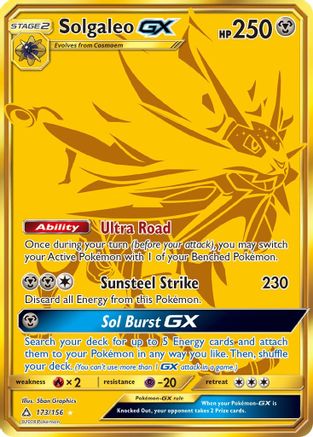 STAGE 2 Solgaleo GX HP 250
Evolves from Cosmoem
Ability Ultra Road
Once during your turn (before your attack), you may switch
your Active Pokémon with 1 of your Benched Pokémon.
Sunsteel Strike 230
Discard all Energy from this Pokémon.
Sol Burst GX
Search your deck for up to 5 Energy cards and attach
them to your Pokémon in any way you like. Then, shuffle
your deck. (You can't use more than 1 GX attack in a game.)
weakness ×2 resistance -20 retreat
Illus. 5ban Graphics
Pokémon-GX rule
When your Pokémon-GX is
Knocked Out, your opponent takes 2 Prize cards.
173/156
©2018 Pokémon